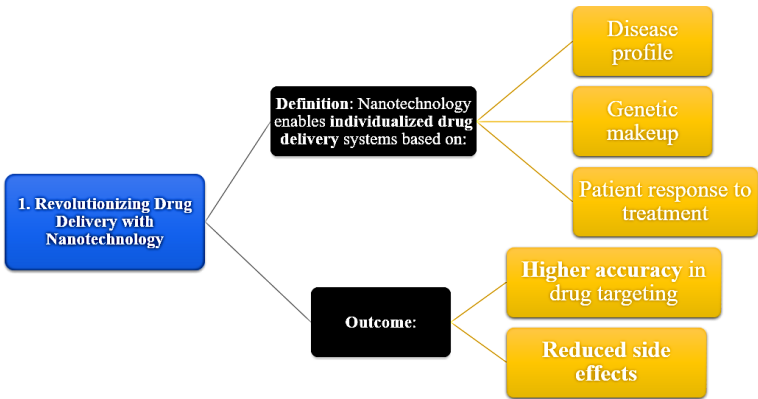 1. Revolutionizing Drug
Delivery with
Nanotechnology
Definition: Nanotechnology
enables individualized drug
delivery systems based on:
Disease
profile
Genetic
makeup
Patient response to
treatment
Outcome:
Higher accuracy in
drug targeting
Reduced side
effects